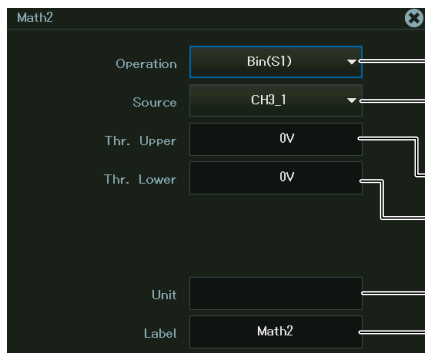 Math2
Operation Bin(S1)
Source CH3_1
Thr. Upper 0V
Thr. Lower 0V
Unit
Label Math2